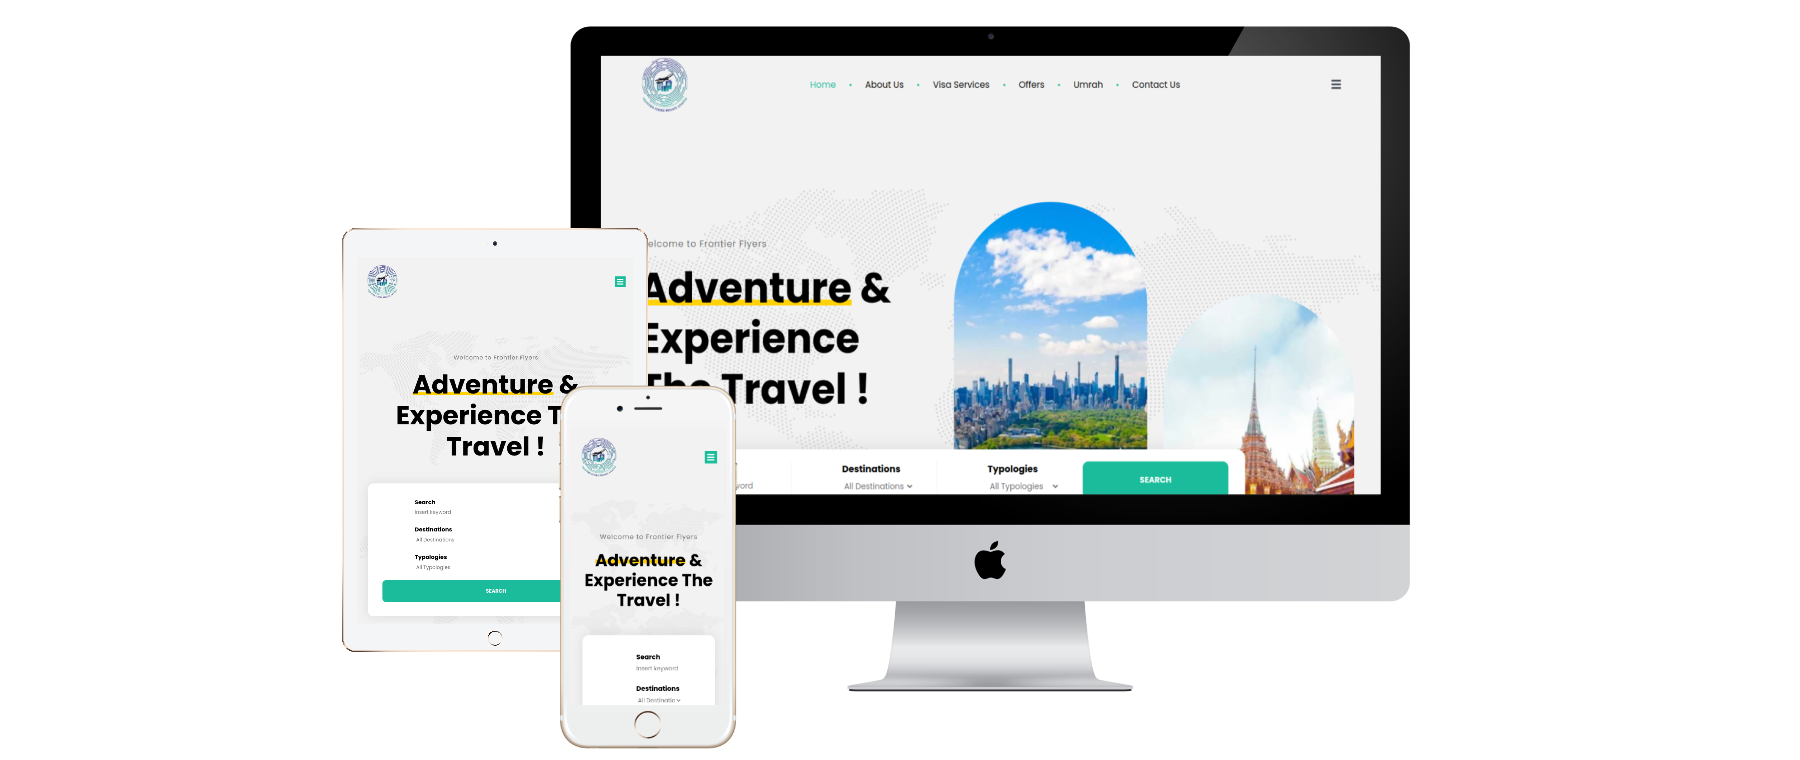 Home • About Us • Visa Services • Offers • Umrah • Contact Us
elcome to Frontier Flyers
Adventure &
Experience
The Travel !
Destinations
Typologies
All Destinations
All Typologies
SEARCH
Welcome to Frontier Flyers
Adventure &
Experience T
Travel !
Search
Insert keyword
Destinations
All Destinations
Typologies
All Typologies
SEARCH
Welcome to Frontier Flyers
Adventure &
Experience The
Travel !
Search
Insert keyword
Destinations
All Destinatio